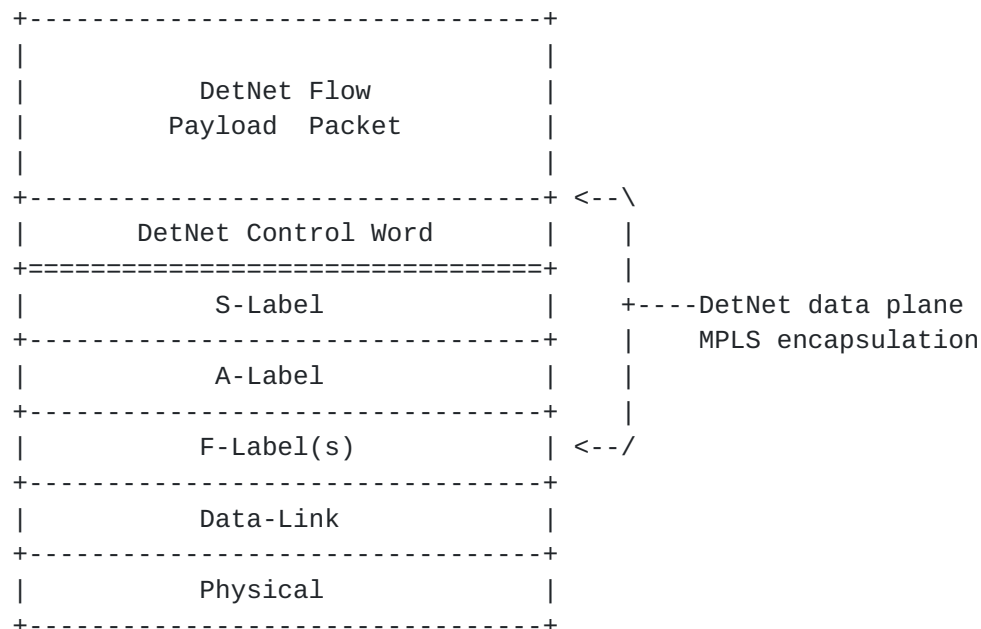 +---------------------------------+
|                                 |
|           DetNet Flow           |
|         Payload  Packet         |
|                                 |
+---------------------------------+ <--\
|       DetNet Control Word       |    |
+=================================+    |
|            S-Label              |    +----DetNet data plane
+---------------------------------+    |    MPLS encapsulation
|            A-Label              |    |
+---------------------------------+    |
|           F-Label(s)            | <--/
+---------------------------------+
|           Data-Link             |
+---------------------------------+
|           Physical              |
+---------------------------------+